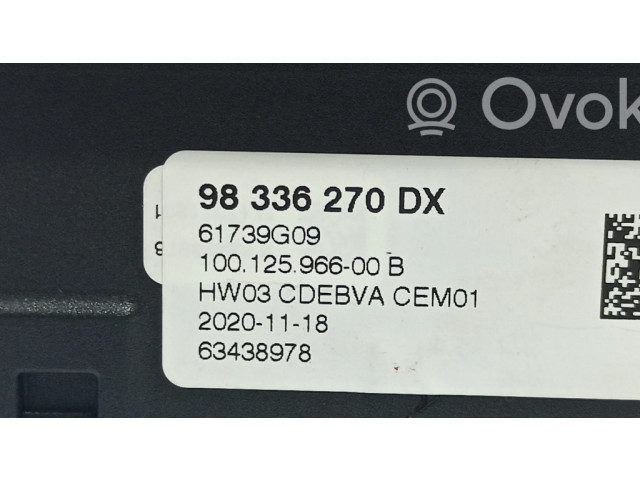 Ovok
98 336 270 DX
61739G09
100.125.966-00 B
HW03 CDEBVA CEM01
2020-11-18
63438978